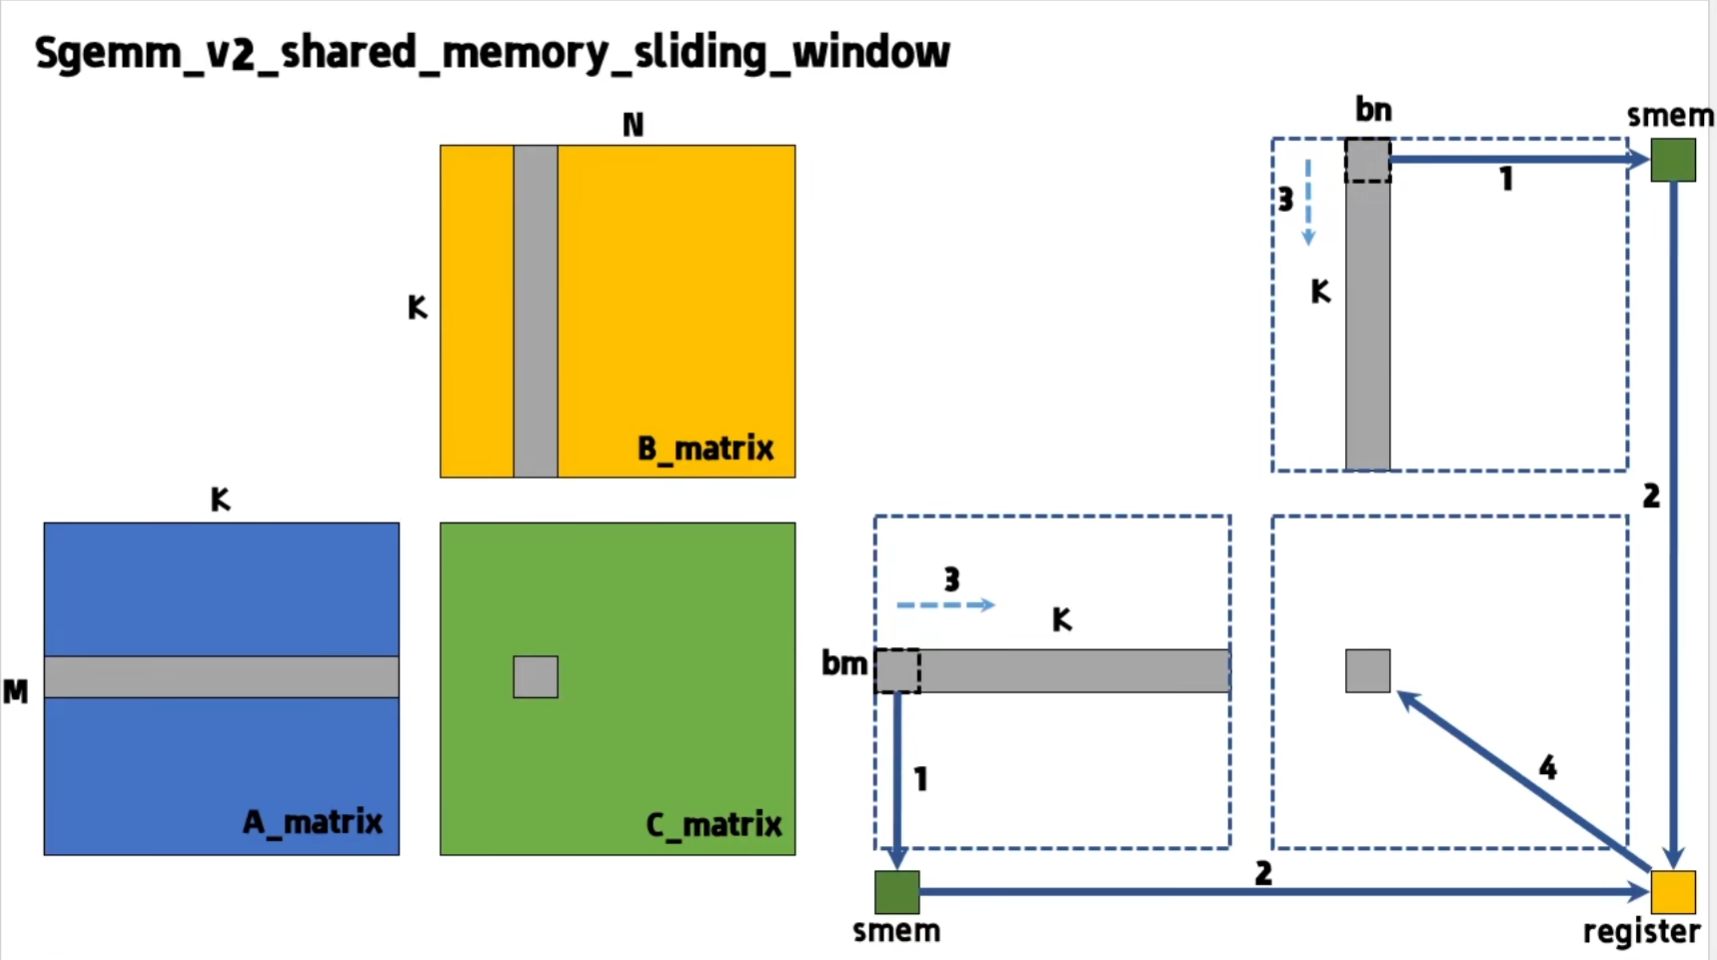 Sgemm_v2_shared_memory_sliding_window
N
K
B_matrix
K
M
A_matrix
C_matrix
bn
smem
1
3
K
2
3
K
bm
1
4
2
smem
register